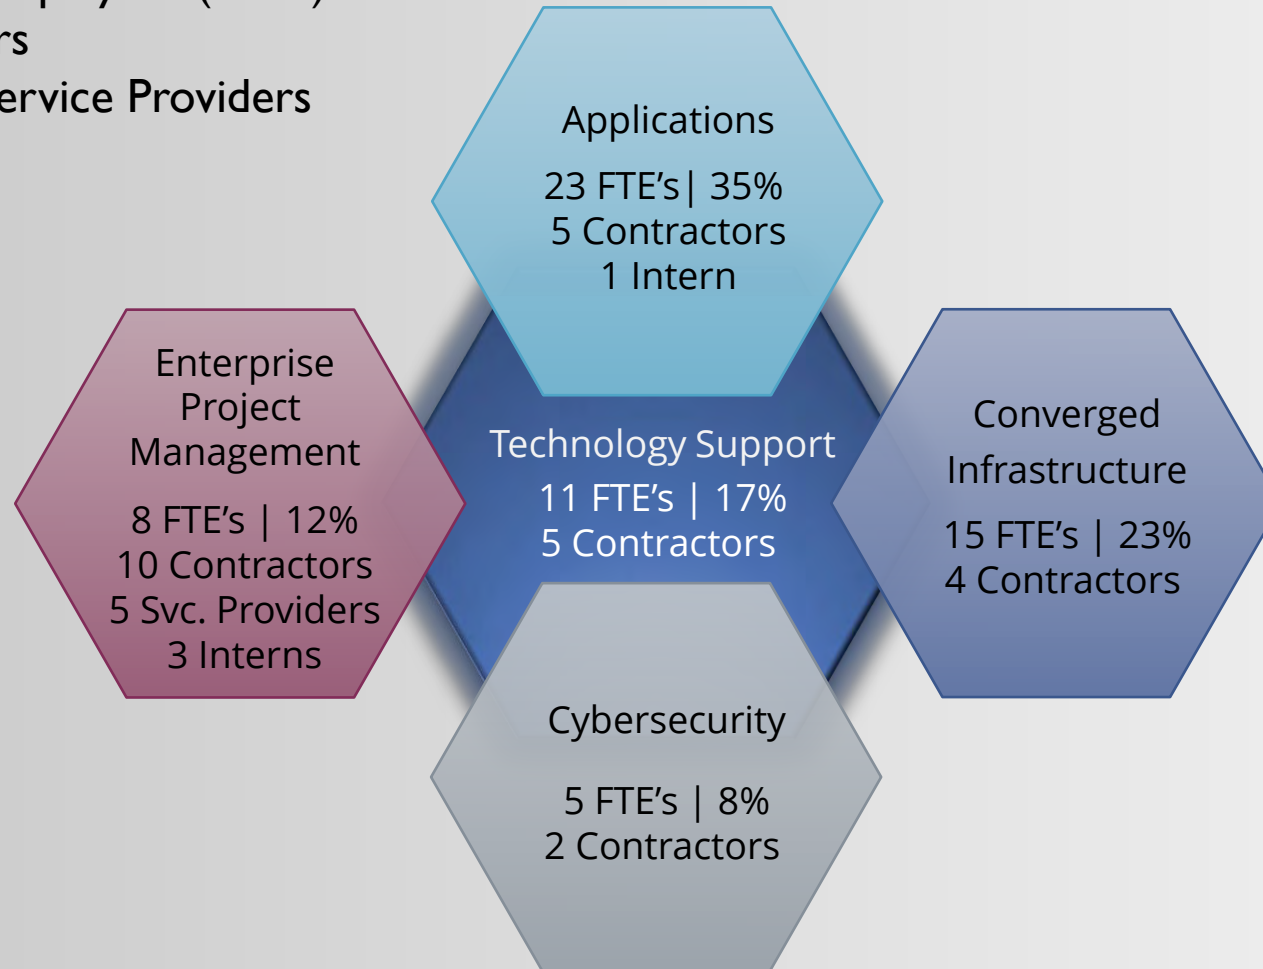 rs
ervice Providers
Applications
23 FTE’s| 35%
5 Contractors
1 Intern
Enterprise
Project
Management
8 FTE’s | 12%
10 Contractors
5 Svc. Providers
3 Interns
Technology Support
11 FTE’s | 17%
5 Contractors
Converged
Infrastructure
15 FTE’s | 23%
4 Contractors
Cybersecurity
5 FTE’s | 8%
2 Contractors